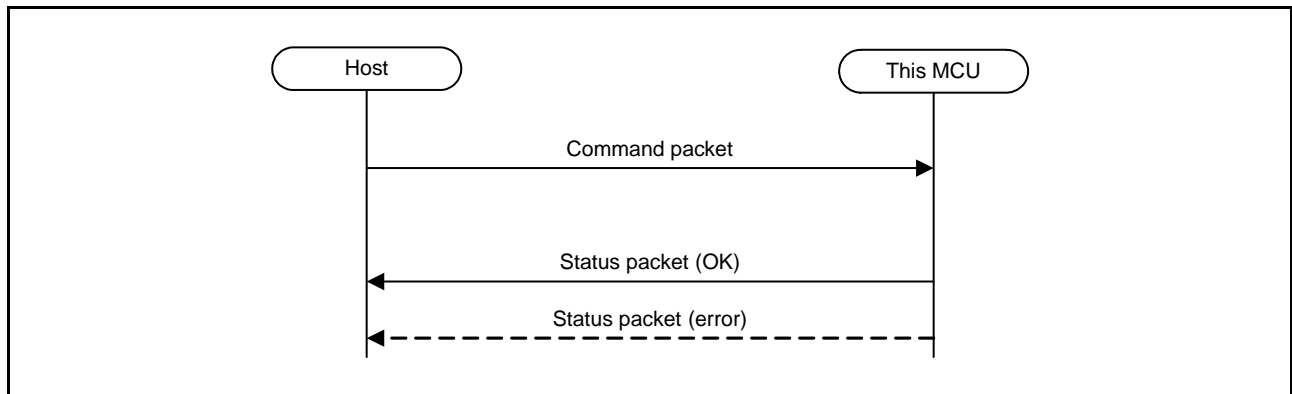 Host
This MCU
Command packet
Status packet (OK)
Status packet (error)